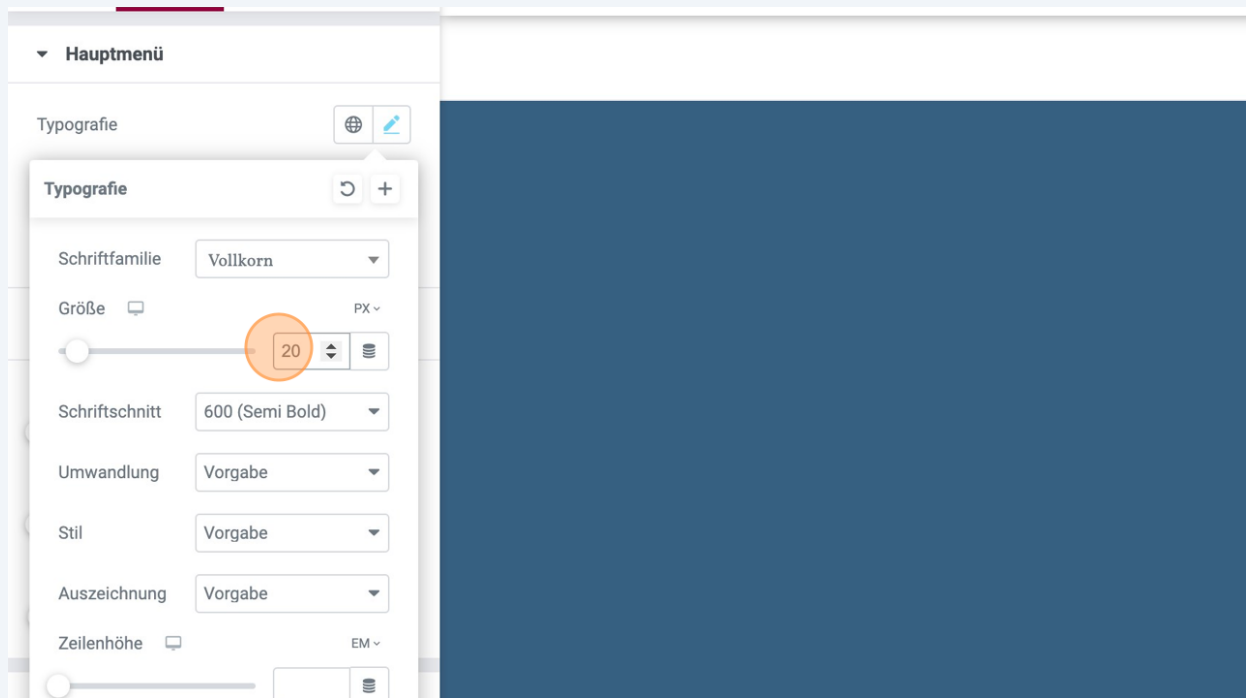 Hauptmenü
Typografie
Typografie
Schriftfamilie Vollkorn
Größe PX
20
Schriftschnitt 600 (Semi Bold)
Umwandlung Vorgabe
Stil Vorgabe
Auszeichnung Vorgabe
Zeilenhöhe EM